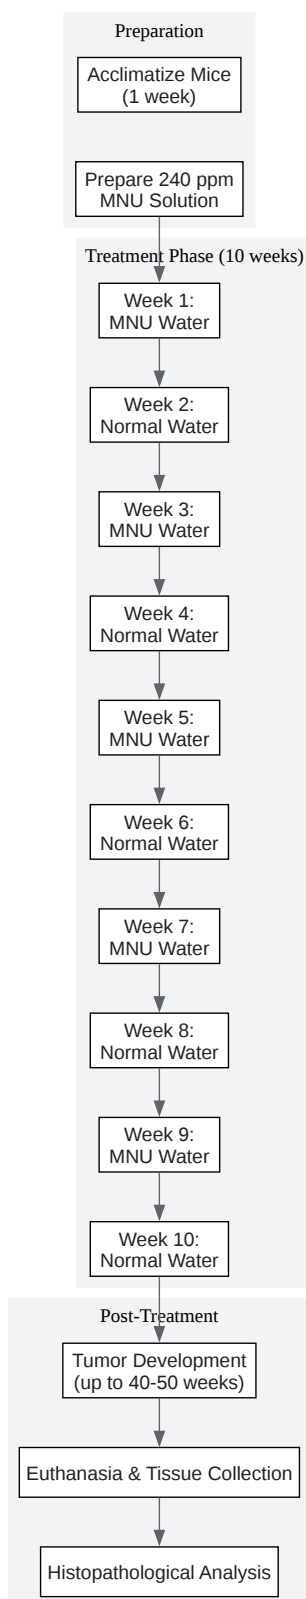 Preparation
Acclimatize Mice
(1 week)
Prepare 240 ppm
MNU Solution
Treatment Phase (10 weeks)
Week 1:
MNU Water
Week 2:
Normal Water
Week 3:
MNU Water
Week 4:
Normal Water
Week 5:
MNU Water
Week 6:
Normal Water
Week 7:
MNU Water
Week 8:
Normal Water
Week 9:
MNU Water
Week 10:
Normal Water
Post-Treatment
Tumor Development
(up to 40-50 weeks)
Euthanasia & Tissue Collection
Histopathological Analysis